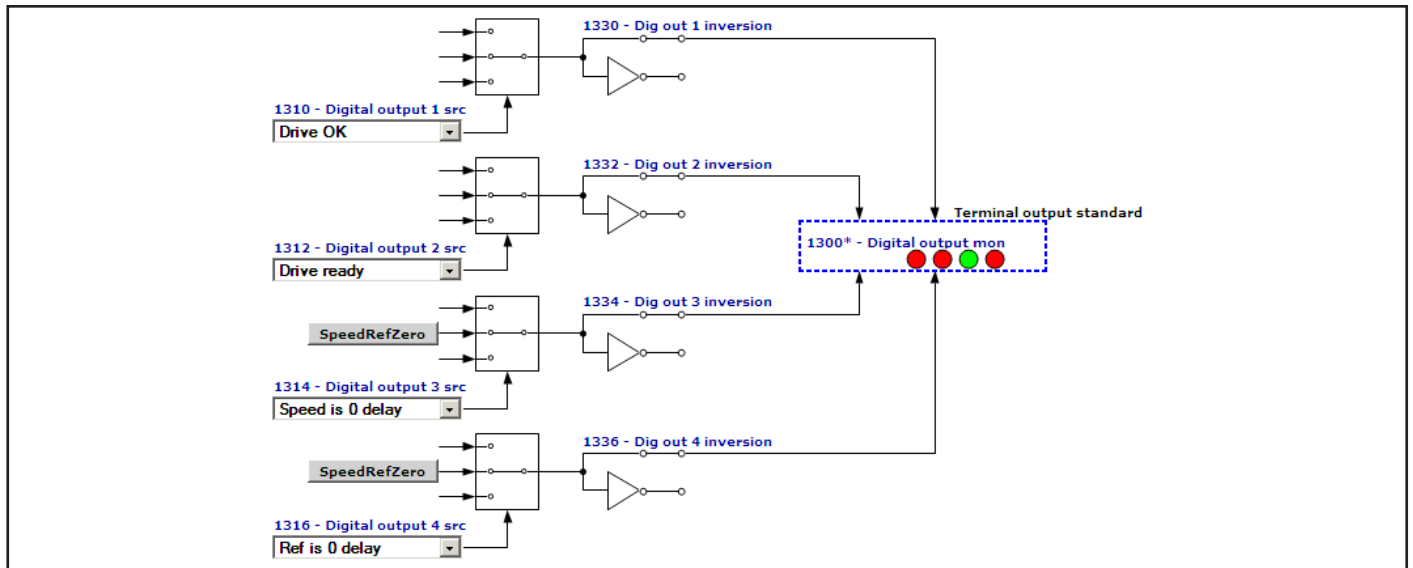 1330 - Dig out 1 inversion
1310 - Digital output 1 src
Drive OK
1332 - Dig out 2 inversion
Terminal output standard
1300* - Digital output mon
1312 - Digital output 2 src
Drive ready
1334 - Dig out 3 inversion
SpeedRefZero
1314 - Digital output 3 src
Speed is 0 delay
1336 - Dig out 4 inversion
SpeedRefZero
1316 - Digital output 4 src
Ref is 0 delay